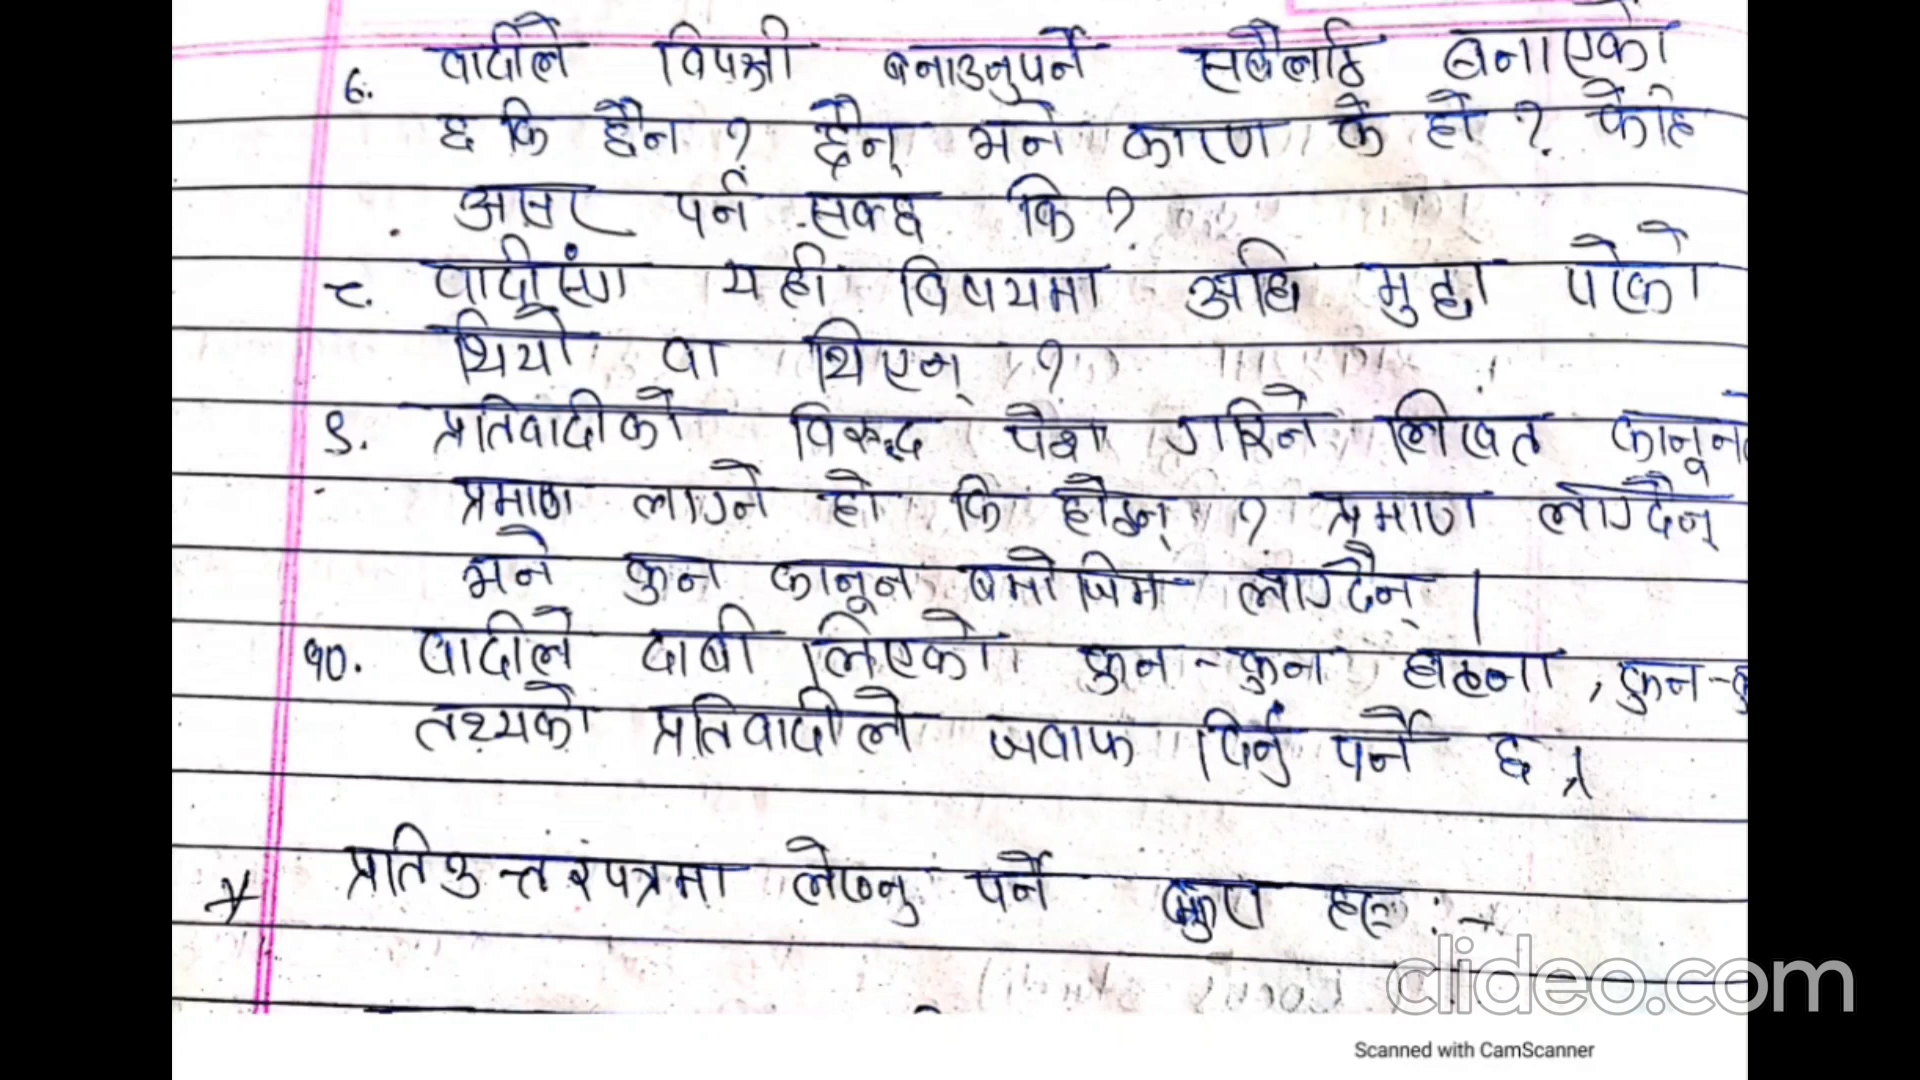 ७. वादीले विपक्षी बनाउनुपर्ने सबैलाई बनाएको
छ कि छैन ? छैन् भने कारण के हो ? केहि
असर पर्न सक्छ कि ?
८. वादीसंग यही विषयमा अघि मुद्दा परेको
थियो वा थिएन् ?
९. प्रतिवादीको विरूद्ध पेश गरिने लिखत कानून
प्रमाण लाग्ने हो कि होइन् ? प्रमाण लाग्दैन्
भने कुन कानून बमोजिम लाग्दैन् ।
१०. वादीले दाबी लिएको कुन-कुन घटना, कुन-
तथ्यको प्रतिवादीले जवाफ दिनु पर्ने छ ।
* प्रतिउत्तरपत्रमा लेख्नु पर्ने कुरा हरू :-
clideo.com
Scanned with CamScanner